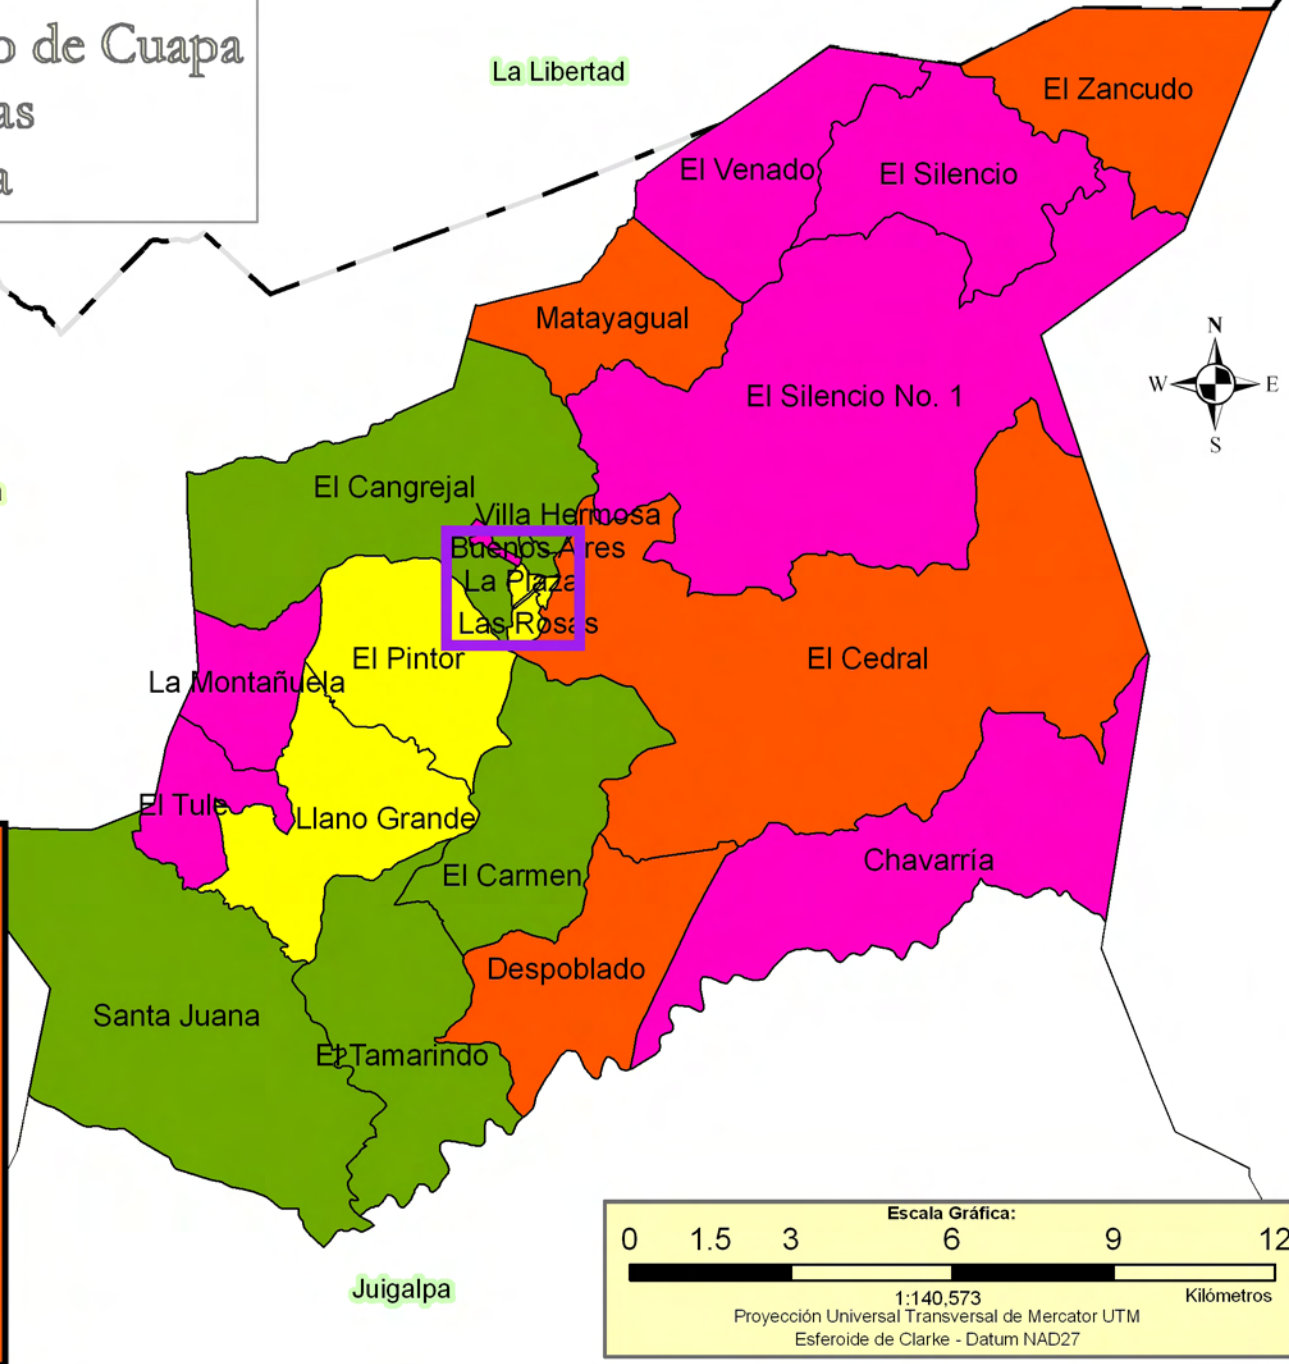 o de Cuapa
as
a
La Libertad
El Zancudo
El Venado
El Silencio
Matayagual
El Silencio No. 1
N
W
E
S
El Cangrejal
Villa Hermosa
Buenos Aires
La Plaza
Las Rosas
El Pintor
El Cedral
La Montañuela
El Tule
Llano Grande
Chavarría
El Carmen
Despoblado
Santa Juana
El Tamarindo
Juigalpa
Escala Gráfica:
0 1.5 3 6 9 12
1:140,573
Kilómetros
Proyección Universal Transversal de Mercator UTM
Esferoide de Clarke - Datum NAD27